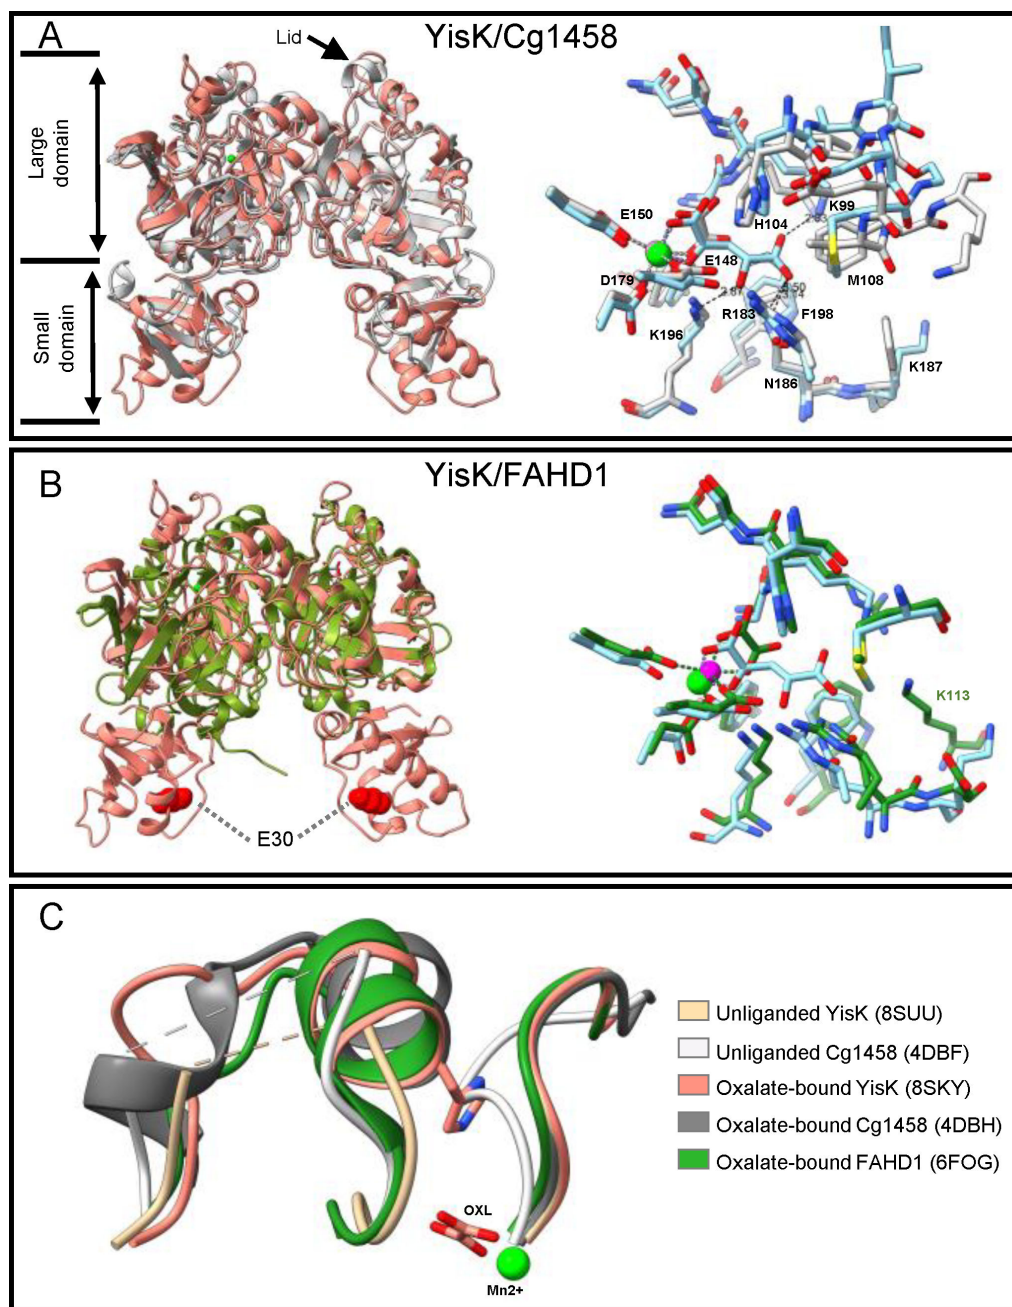 A
YisK/Cg1458
Lid
Large
domain
Small
domain
E150
H104
K99
E148
D179
M108
R183
F198
K196
N186
K187
B
YisK/FAHD1
E30
K113
C
Unliganded YisK (8SUU)
Unliganded Cg1458 (4DBF)
Oxalate-bound YisK (8SKY)
Oxalate-bound Cg1458 (4DBH)
Oxalate-bound FAHD1 (6FOG)
OXL
Mn2+